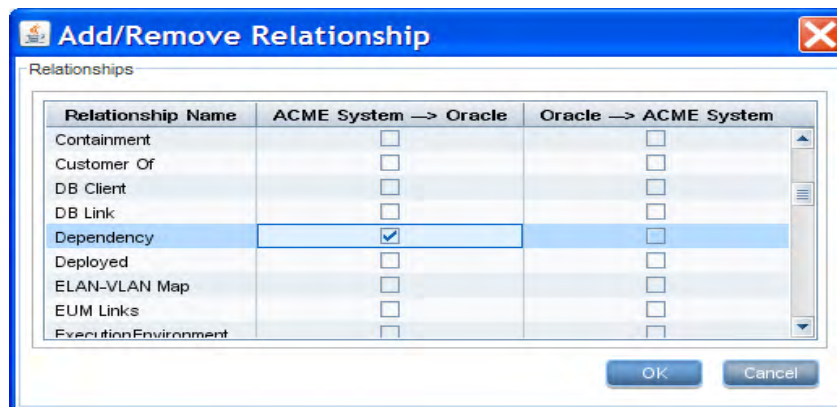 Add/Remove Relationship
Relationships
Relationship Name ACME System --> Oracle Oracle --> ACME System
Containment
Customer Of
DB Client
DB Link
Dependency
Deployed
ELAN-VLAN Map
EUM Links
ExecutionEnvironment
OK Cancel